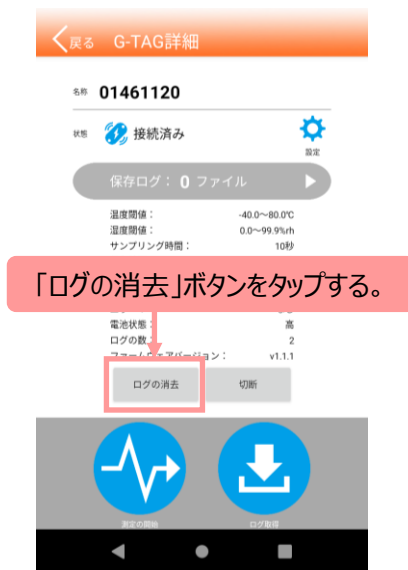 戻る G-TAG詳細
名称 01461120
状態 接続済み
設定
保存ログ： 0 ファイル
温度閾値： -40.0～80.0℃
湿度閾値： 0.0～99.9%rh
サンプリング時間： 10秒
「ログの消去」ボタンをタップする。
電池状態： 高
ログの数 2
ファームウェアバージョン： v1.1.1
ログの消去 切断
測定の開始 ログ取得